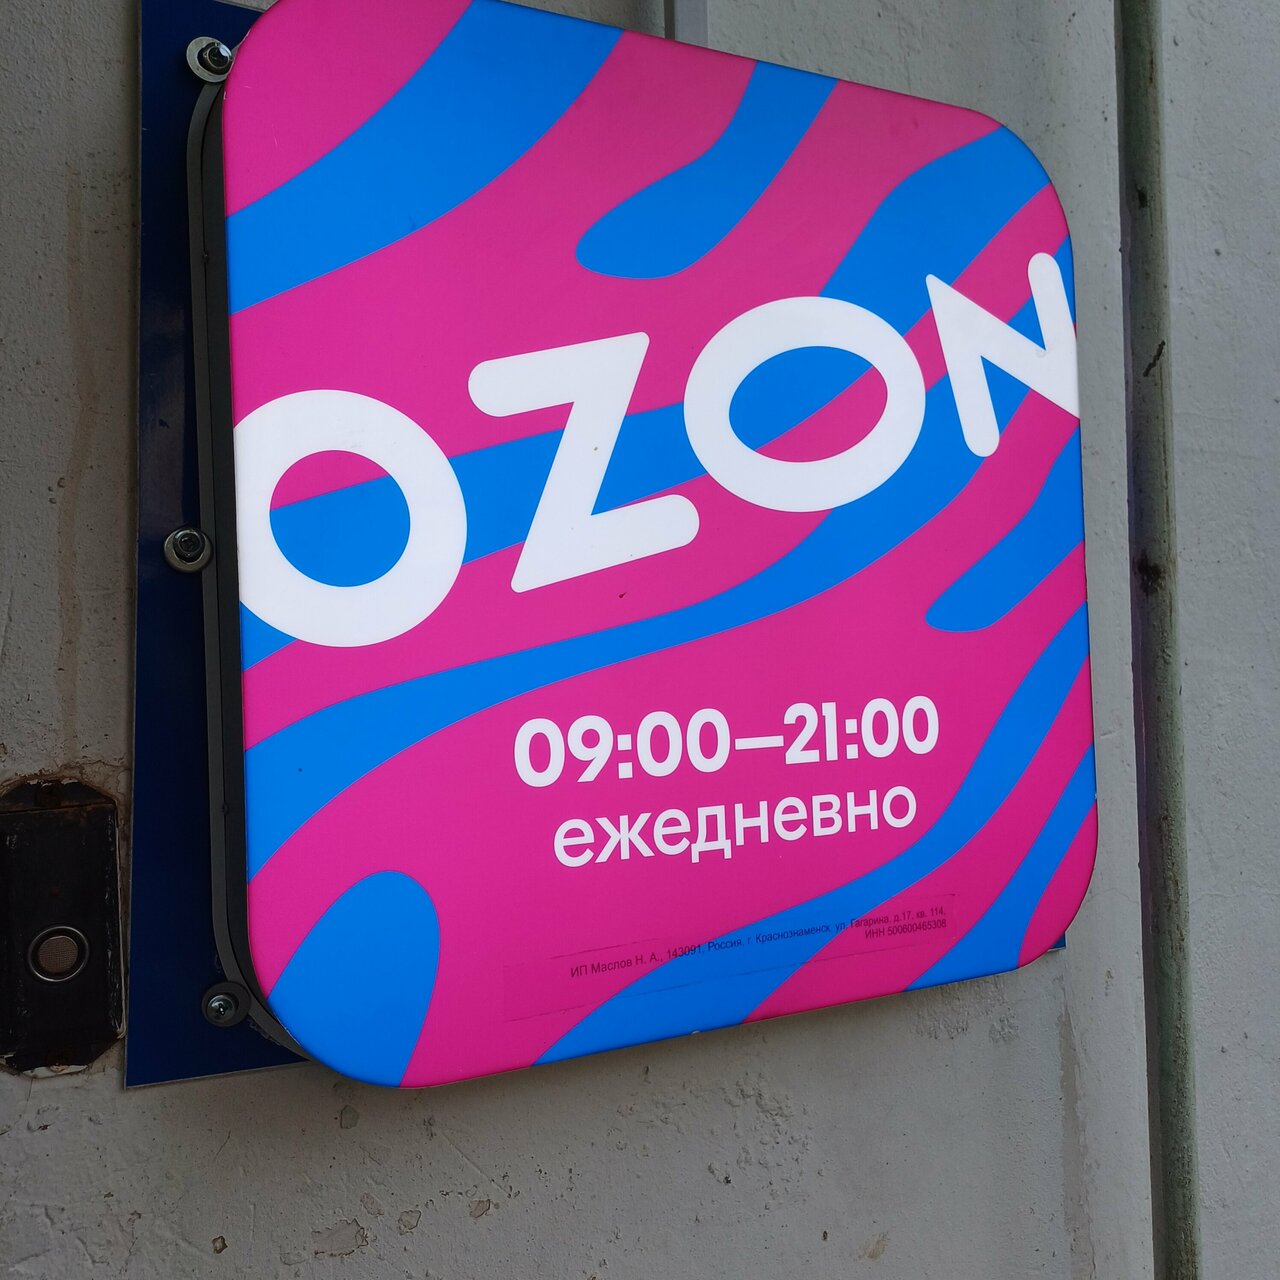 OZON
09:00–21:00
ежедневно
ИП Маслов Н. А., 143091, Россия, г. Краснознаменск, ул. Гагарина, д.17, кв. 114,
ИНН 500600465308